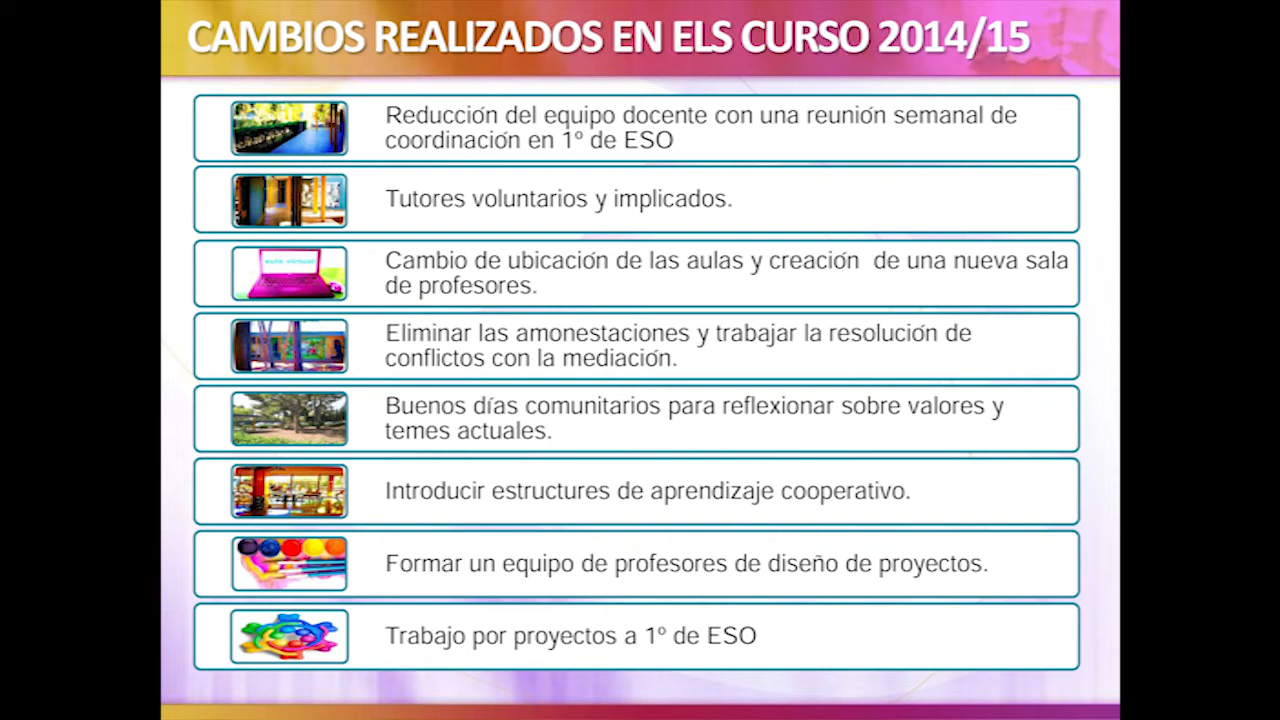 CAMBIOS REALIZADOS EN ELS CURSO 2014/15
Reducción del equipo docente con una reunión semanal de
coordinación en 1º de ESO
Tutores voluntarios y implicados.
Cambio de ubicación de las aulas y creación de una nueva sala
de profesores.
Eliminar las amonestaciones y trabajar la resolución de
conflictos con la mediación.
Buenos días comunitarios para reflexionar sobre valores y
temes actuales.
Introducir estructures de aprendizaje cooperativo.
Formar un equipo de profesores de diseño de proyectos.
Trabajo por proyectos a 1º de ESO